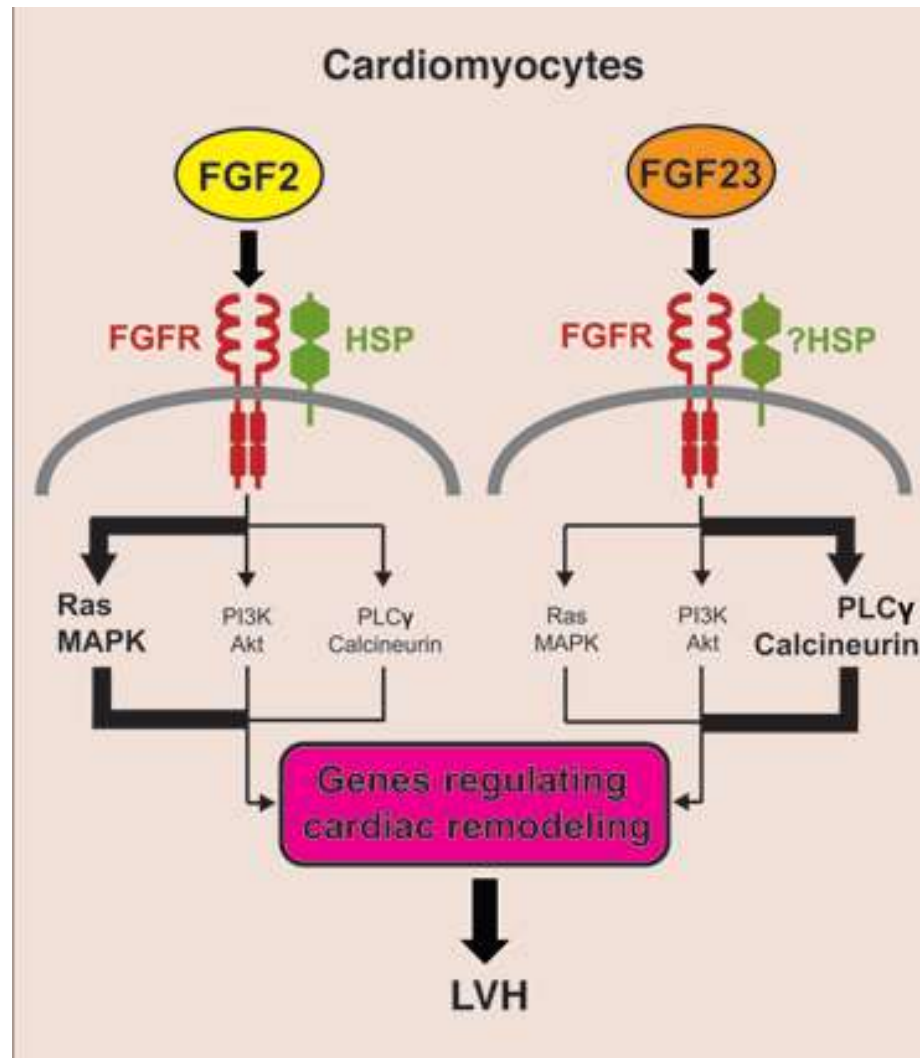 Cardiomyocytes
FGF2
FGF23
FGFR
HSP
FGFR
?HSP
Ras
MAPK
PI3K
Akt
PLCγ
Calcineurin
Ras
MAPK
PI3K
Akt
PLCγ
Calcineurin
Genes regulating
cardiac remodeling
LVH